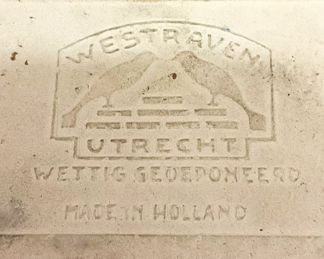 WESTRAVEN
UTRECHT
WETTIG GEDEPONEERD
MADE IN HOLLAND